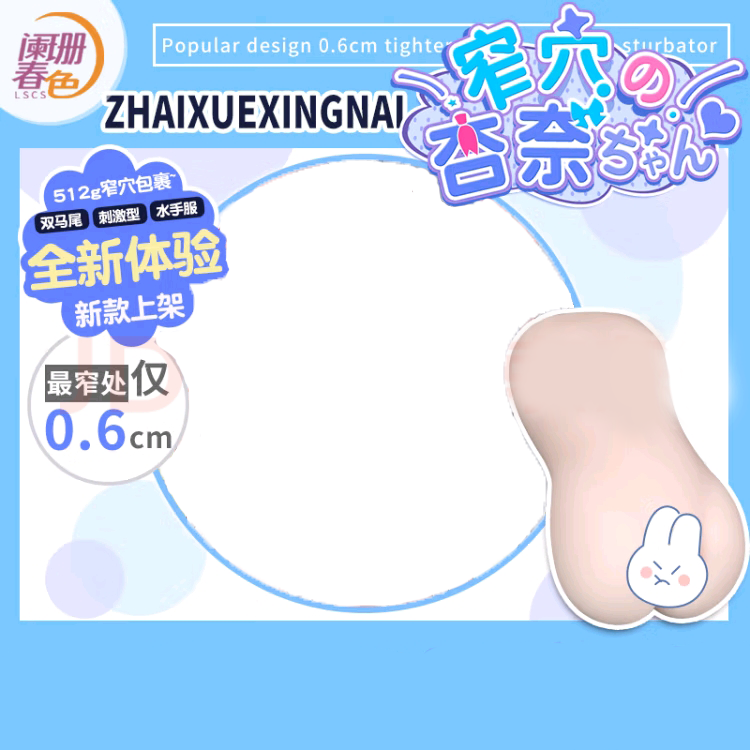 阑珊
春色
LSCS
Popular design 0.6cm tighte sturbator
ZHAIXUEXINGNAI
窄穴の
杏奈ちゃん
512g窄穴包裹~
双马尾 刺激型 水手服
全新体验
新款上架
最窄处仅
0.6cm